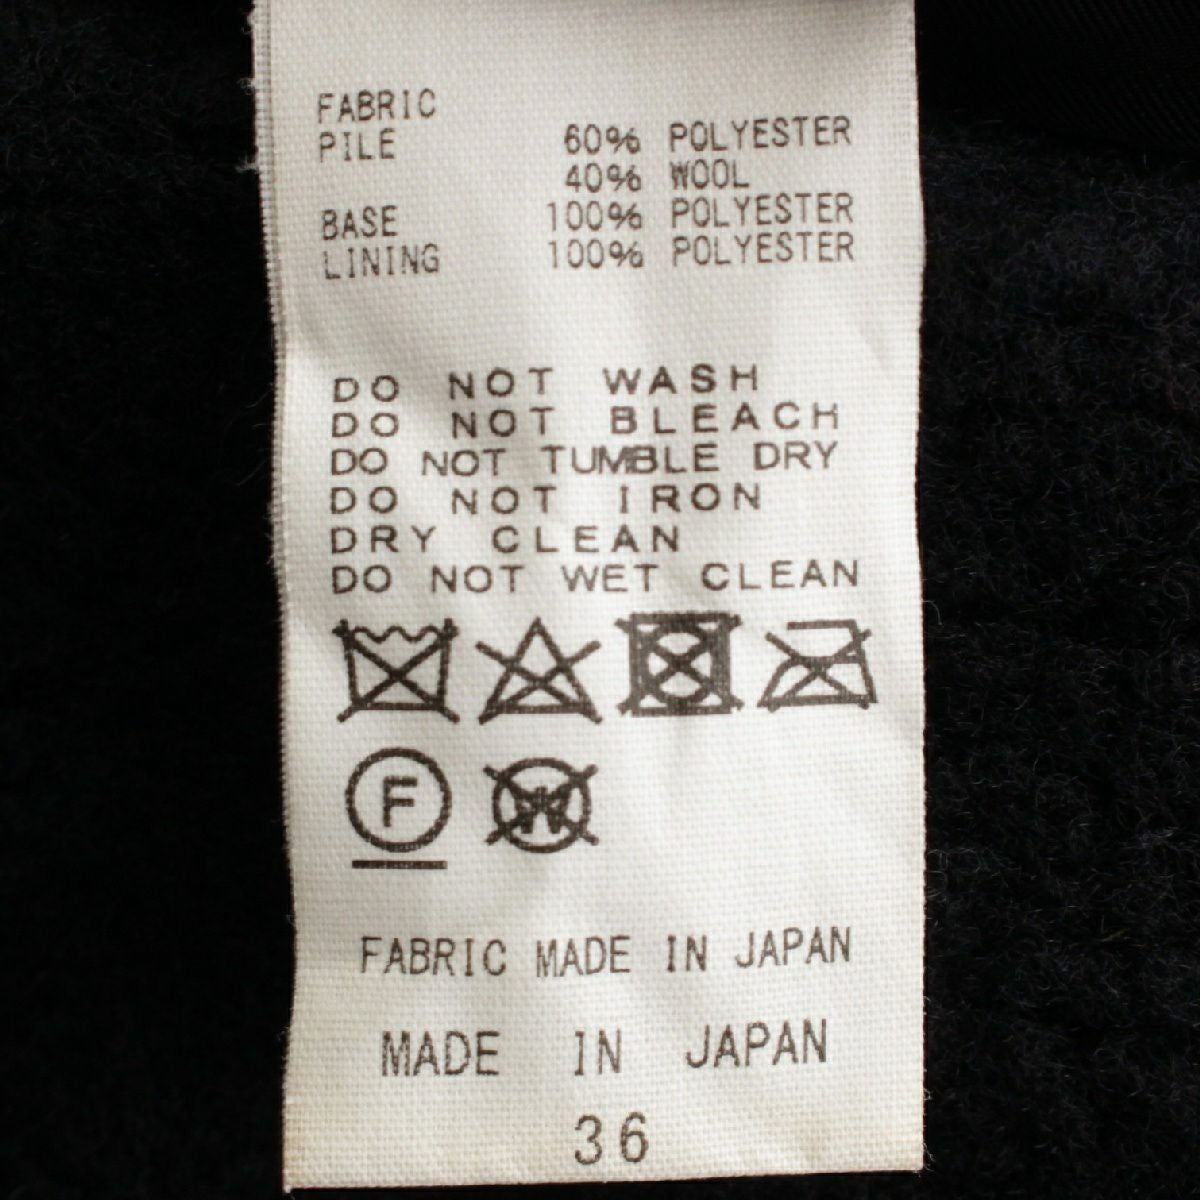 FABRIC
PILE 60% POLYESTER
40% WOOL
BASE 100% POLYESTER
LINING 100% POLYESTER
DO NOT WASH
DO NOT BLEACH
DO NOT TUMBLE DRY
DO NOT IRON
DRY CLEAN
DO NOT WET CLEAN
F W
FABRIC MADE IN JAPAN
MADE IN JAPAN
36